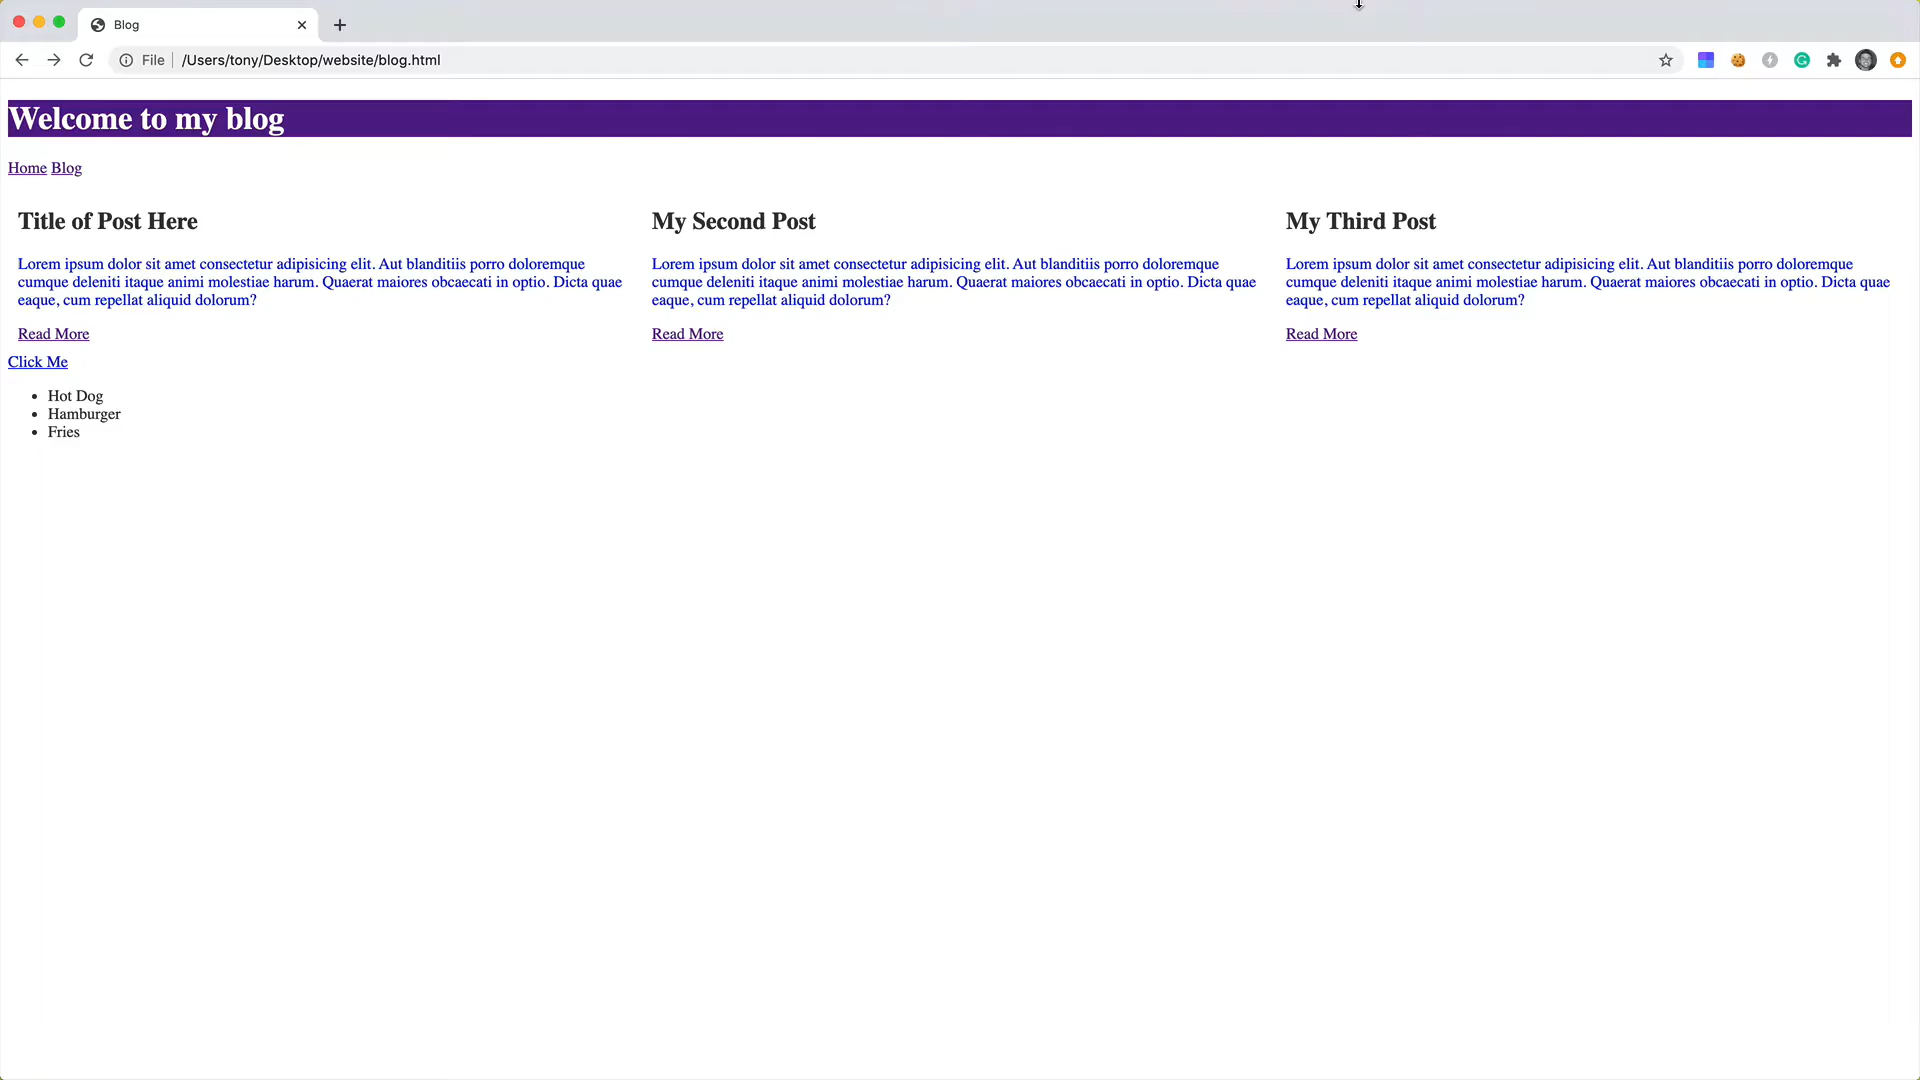 Blog
File /Users/tony/Desktop/website/blog.html
Welcome to my blog
Home Blog
Title of Post Here
Lorem ipsum dolor sit amet consectetur adipisicing elit. Aut blanditiis porro doloremque
cumque deleniti itaque animi molestiae harum. Quaerat maiores obcaecati in optio. Dicta quae
eaque, cum repellat aliquid dolorum?
Read More
My Second Post
Lorem ipsum dolor sit amet consectetur adipisicing elit. Aut blanditiis porro doloremque
cumque deleniti itaque animi molestiae harum. Quaerat maiores obcaecati in optio. Dicta quae
eaque, cum repellat aliquid dolorum?
Read More
My Third Post
Lorem ipsum dolor sit amet consectetur adipisicing elit. Aut blanditiis porro doloremque
cumque deleniti itaque animi molestiae harum. Quaerat maiores obcaecati in optio. Dicta quae
eaque, cum repellat aliquid dolorum?
Read More
Click Me
Hot Dog
Hamburger
Fries